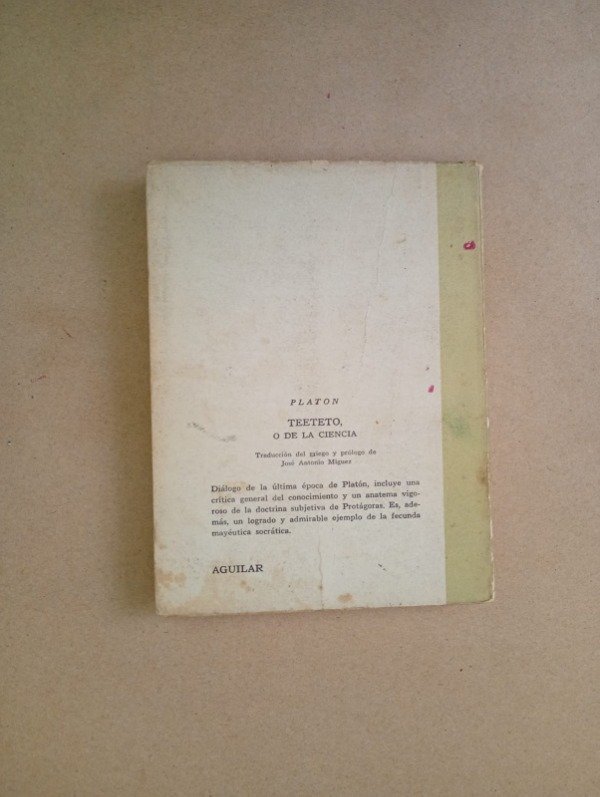 PLATON
TEETETO,
O DE LA CIENCIA
Traducción del griego y prólogo de
José Antonio Míguez
Diálogo de la última época de Platón, incluye una
crítica general del conocimiento y un anatema vigo-
roso de la doctrina subjetiva de Protágoras. Es, ade-
más, un logrado y admirable ejemplo de la fecunda
mayéutica socrática.
AGUILAR